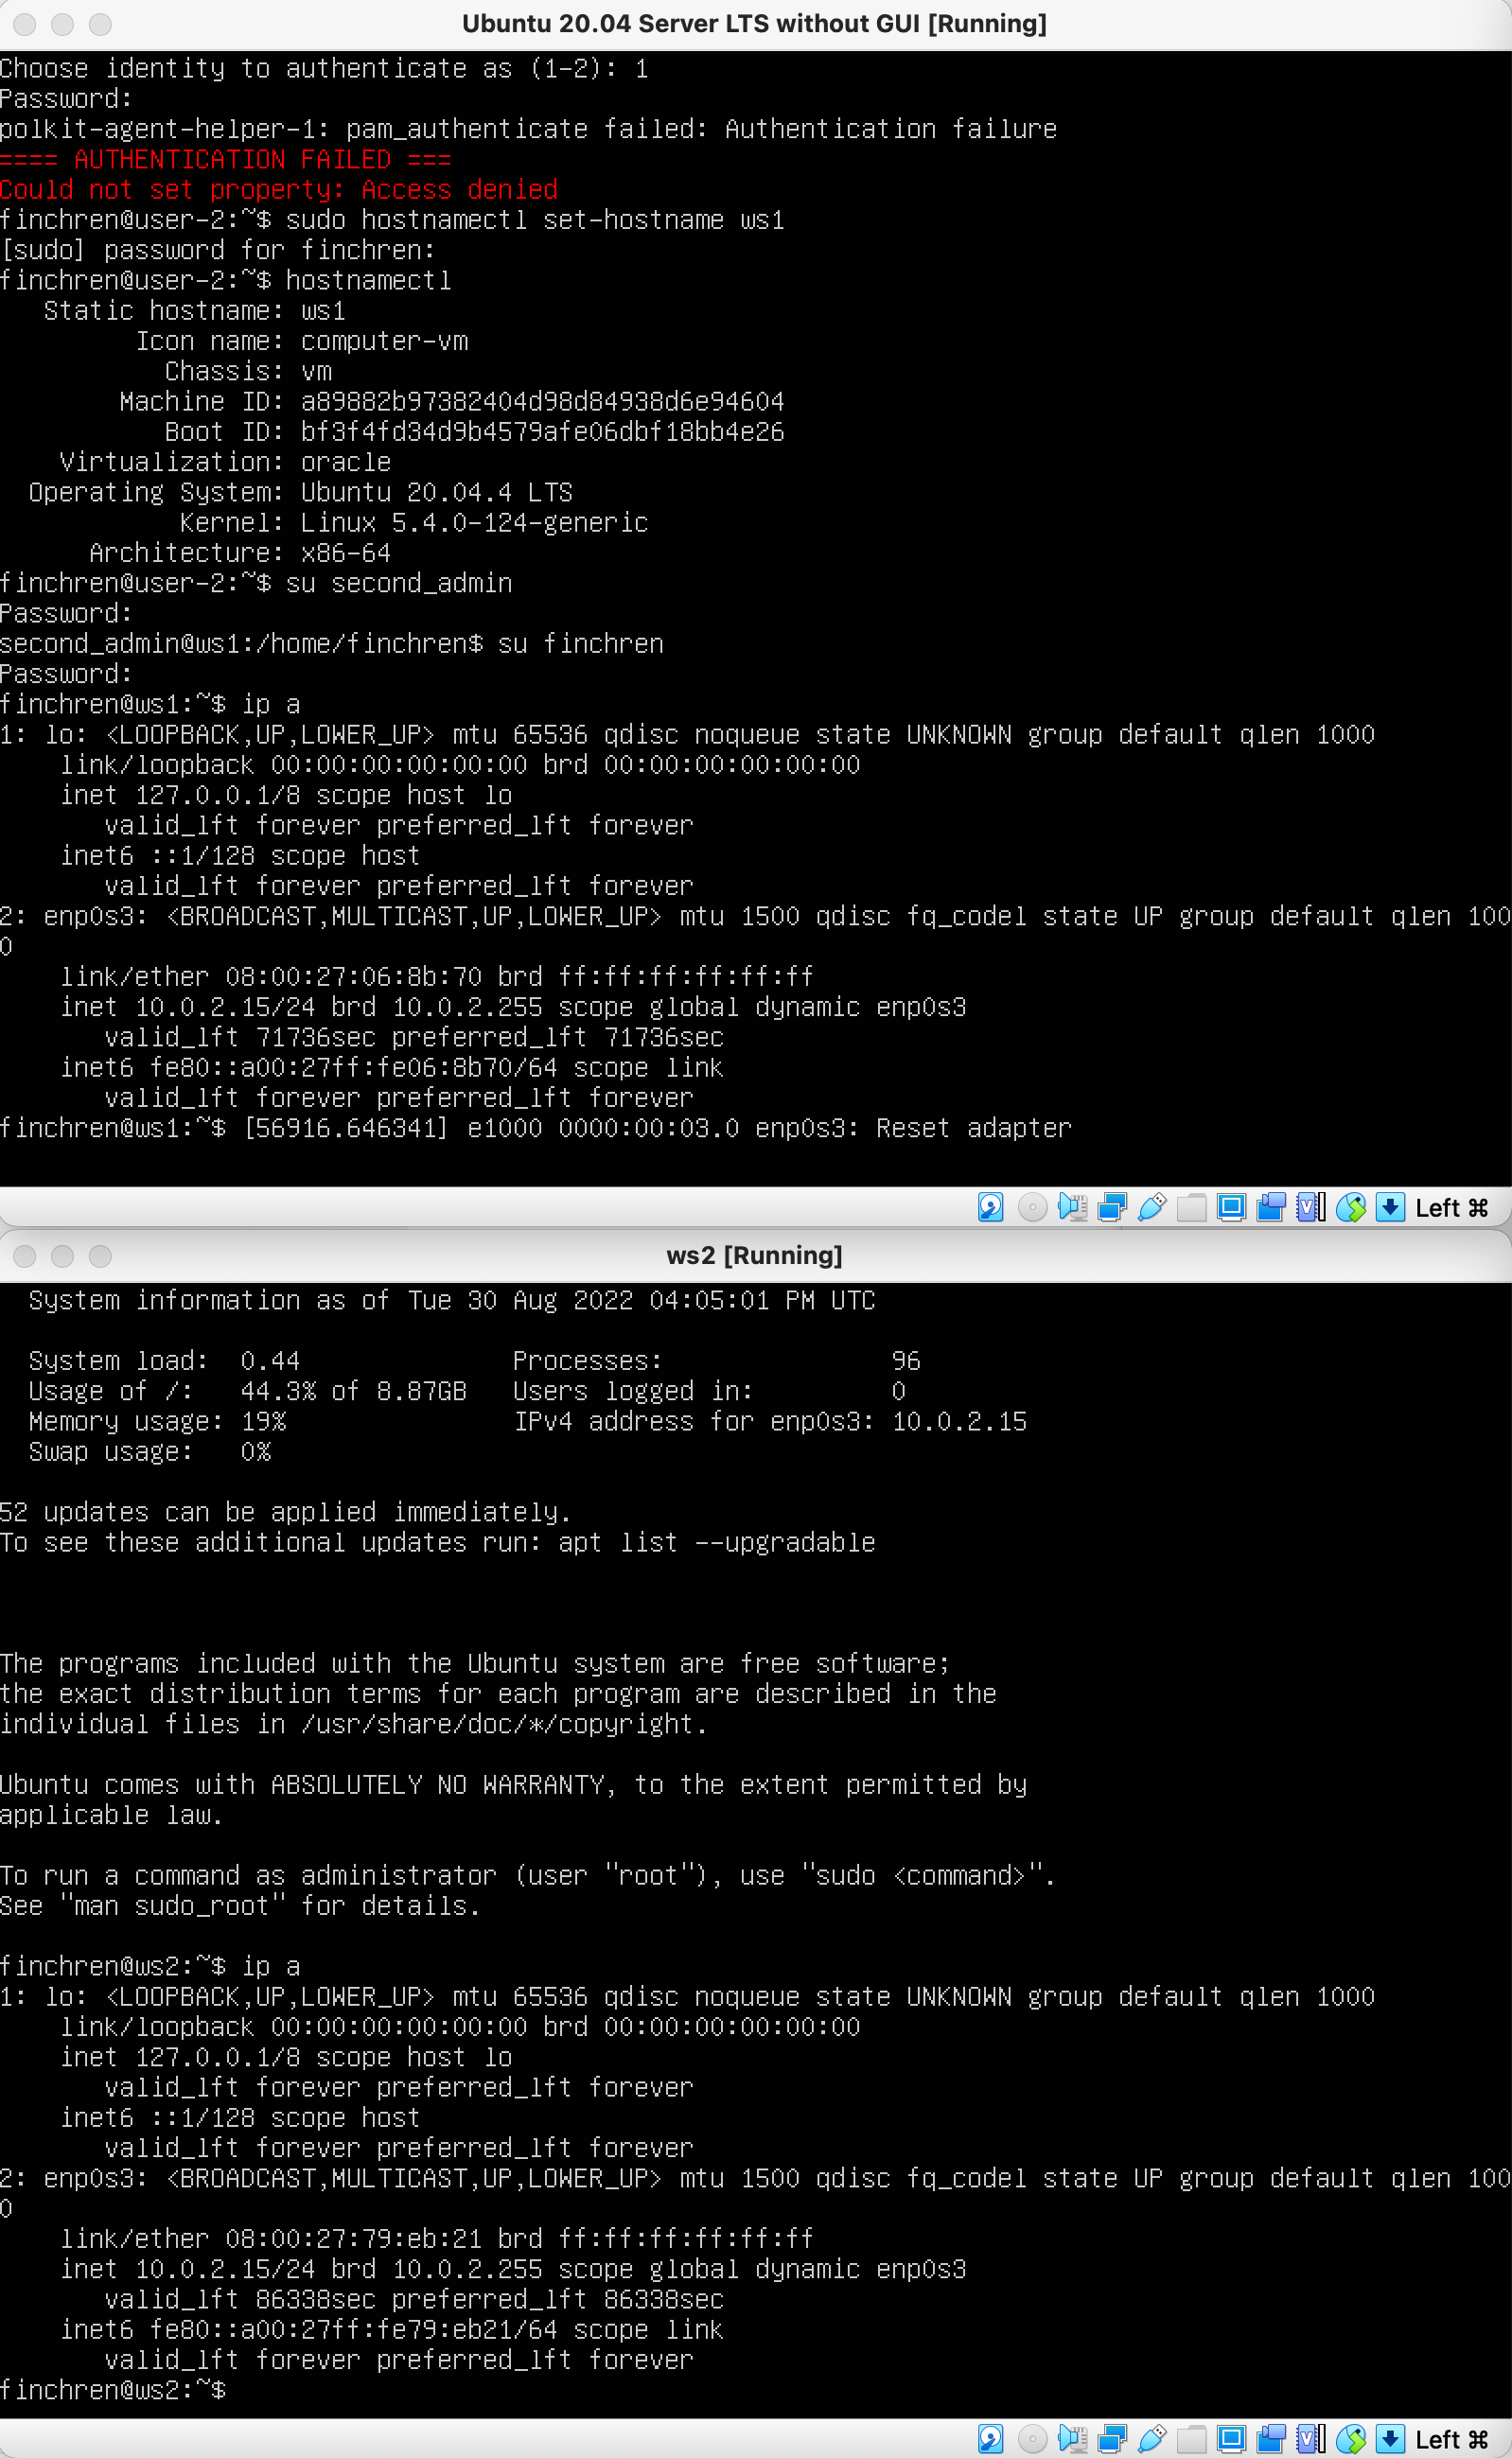 Ubuntu 20.04 Server LTS without GUI [Running]
Choose identity to authenticate as (1-2): 1
Password:
polkit-agent-helper-1: pam_authenticate failed: Authentication failure
==== AUTHENTICATION FAILED ===
Could not set property: Access denied
finchren@user-2:~$ sudo hostnamectl set-hostname ws1
[sudo] password for finchren:
finchren@user-2:~$ hostnamectl
   Static hostname: ws1
         Icon name: computer-vm
           Chassis: vm
        Machine ID: a89882b97382404d98d84938d6e94604
           Boot ID: bf3f4fd34d9b4579afe06dbf18bb4e26
    Virtualization: oracle
  Operating System: Ubuntu 20.04.4 LTS
            Kernel: Linux 5.4.0-124-generic
      Architecture: x86-64
finchren@user-2:~$ su second_admin
Password:
second_admin@ws1:/home/finchren$ su finchren
Password:
finchren@ws1:~$ ip a
1: lo: <LOOPBACK,UP,LOWER_UP> mtu 65536 qdisc noqueue state UNKNOWN group default qlen 1000
    link/loopback 00:00:00:00:00:00 brd 00:00:00:00:00:00
    inet 127.0.0.1/8 scope host lo
       valid_lft forever preferred_lft forever
    inet6 ::1/128 scope host
       valid_lft forever preferred_lft forever
2: enp0s3: <BROADCAST,MULTICAST,UP,LOWER_UP> mtu 1500 qdisc fq_codel state UP group default qlen 100
0
    link/ether 08:00:27:06:8b:70 brd ff:ff:ff:ff:ff:ff
    inet 10.0.2.15/24 brd 10.0.2.255 scope global dynamic enp0s3
       valid_lft 71736sec preferred_lft 71736sec
    inet6 fe80::a00:27ff:fe06:8b70/64 scope link
       valid_lft forever preferred_lft forever
finchren@ws1:~$ [56916.646341] e1000 0000:00:03.0 enp0s3: Reset adapter
Left ⌘
ws2 [Running]
  System information as of Tue 30 Aug 2022 04:05:01 PM UTC
  System load:  0.44              Processes:               96
  Usage of /:   44.3% of 8.87GB   Users logged in:         0
  Memory usage: 19%               IPv4 address for enp0s3: 10.0.2.15
  Swap usage:   0%
52 updates can be applied immediately.
To see these additional updates run: apt list --upgradable
The programs included with the Ubuntu system are free software;
the exact distribution terms for each program are described in the
individual files in /usr/share/doc/*/copyright.
Ubuntu comes with ABSOLUTELY NO WARRANTY, to the extent permitted by
applicable law.
To run a command as administrator (user "root"), use "sudo <command>".
See "man sudo_root" for details.
finchren@ws2:~$ ip a
1: lo: <LOOPBACK,UP,LOWER_UP> mtu 65536 qdisc noqueue state UNKNOWN group default qlen 1000
    link/loopback 00:00:00:00:00:00 brd 00:00:00:00:00:00
    inet 127.0.0.1/8 scope host lo
       valid_lft forever preferred_lft forever
    inet6 ::1/128 scope host
       valid_lft forever preferred_lft forever
2: enp0s3: <BROADCAST,MULTICAST,UP,LOWER_UP> mtu 1500 qdisc fq_codel state UP group default qlen 100
0
    link/ether 08:00:27:79:eb:21 brd ff:ff:ff:ff:ff:ff
    inet 10.0.2.15/24 brd 10.0.2.255 scope global dynamic enp0s3
       valid_lft 86338sec preferred_lft 86338sec
    inet6 fe80::a00:27ff:fe79:eb21/64 scope link
       valid_lft forever preferred_lft forever
finchren@ws2:~$
Left ⌘